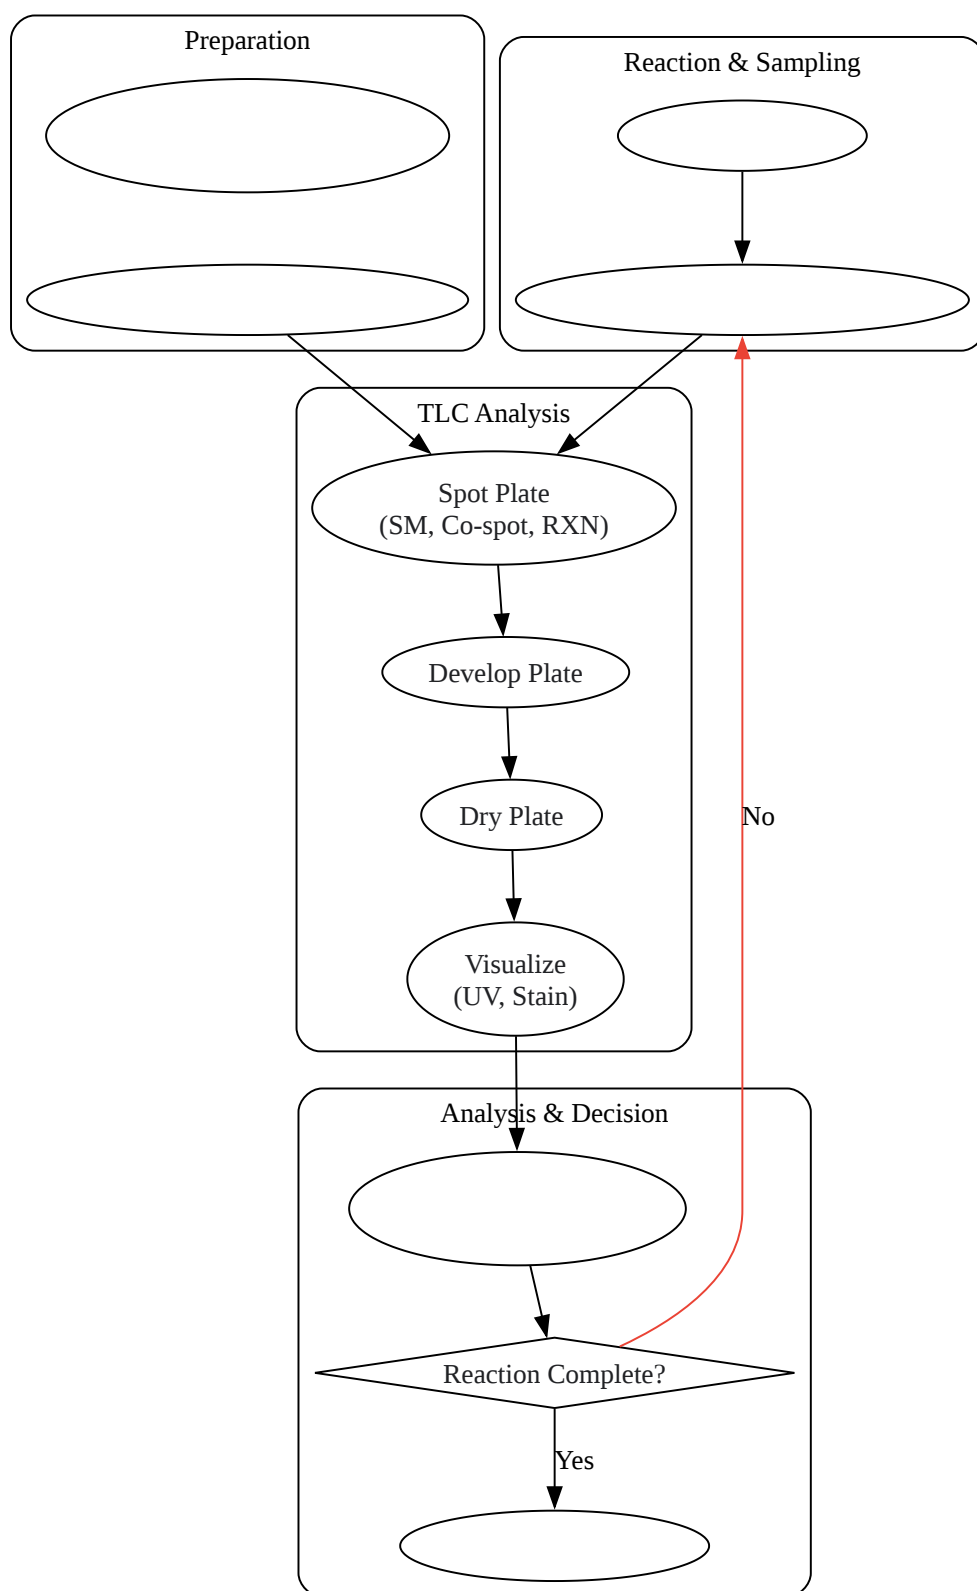 Preparation
Reaction & Sampling
TLC Analysis
Spot Plate
(SM, Co-spot, RXN)
Develop Plate
Dry Plate
No
Visualize
(UV, Stain)
Analysis & Decision
Reaction Complete?
Yes